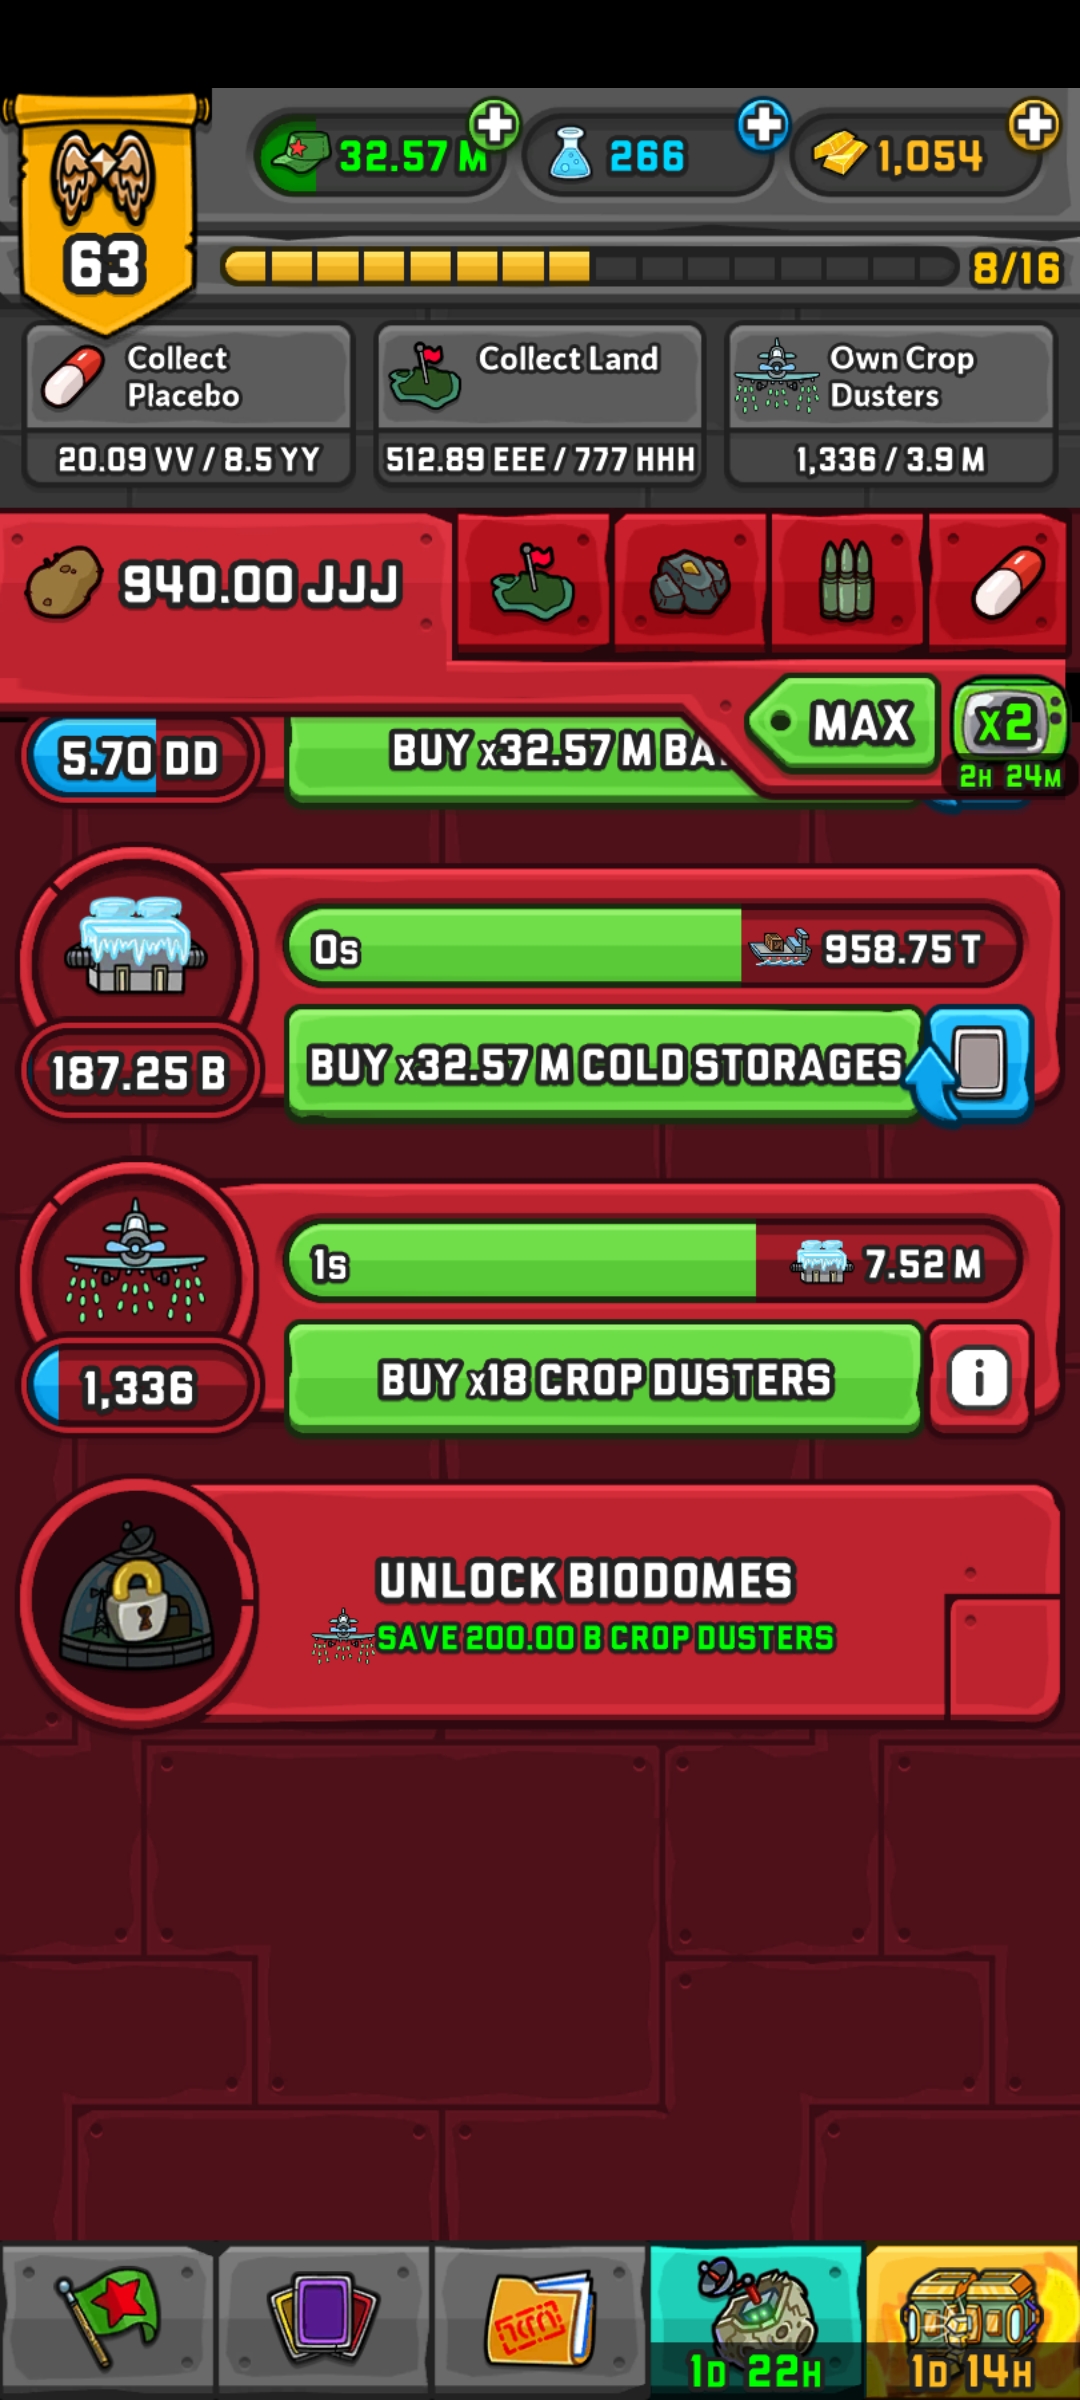 32.57 M
266
1,054
63
8/16
Collect
Placebo
20.09 VV / 8.5 YY
Collect Land
512.89 EEE / 777 HHH
Own Crop
Dusters
1,336 / 3.9 M
940.00 JJJ
MAX
x2
2H 24M
5.70 DD
BUY x32.57 M
0s
958.75 T
187.25 B
BUY x32.57 M COLD STORAGES
1s
7.52 M
1,336
BUY x18 CROP DUSTERS
i
UNLOCK BIODOMES
SAVE 200.00 B CROP DUSTERS
1D 22H
1D 14H